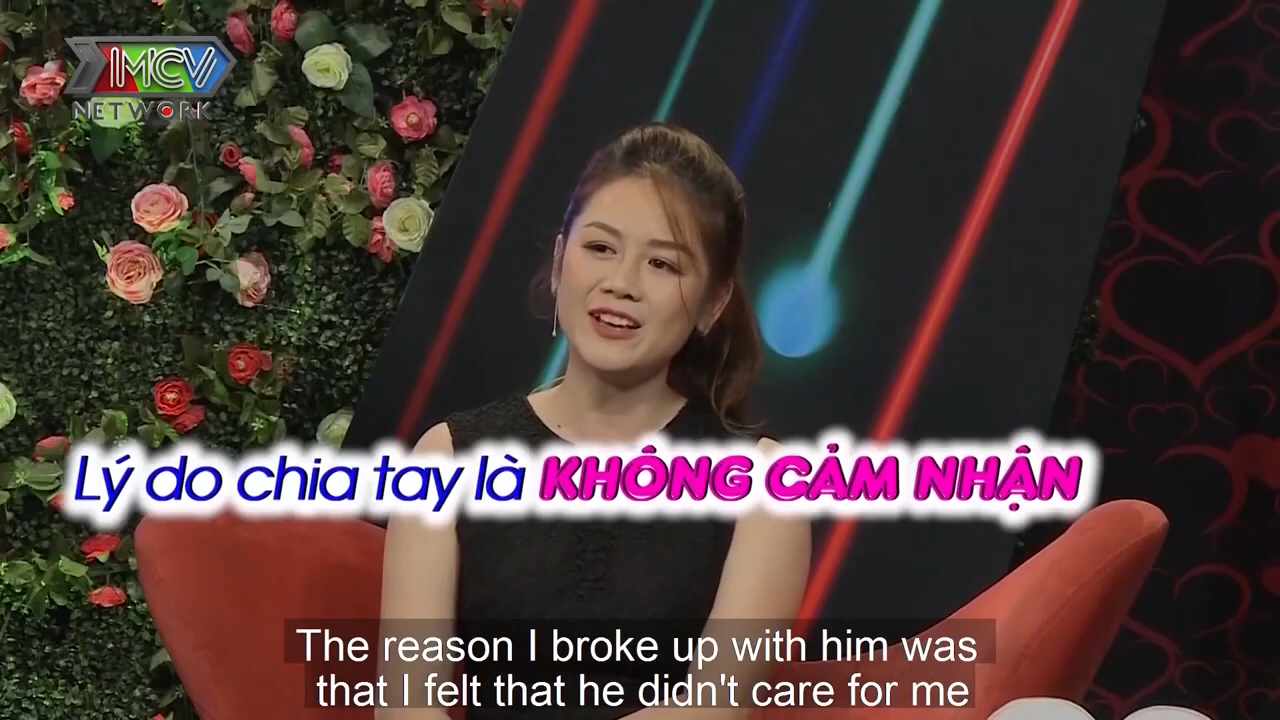 MCV
NETWORK
Lý do chia tay là KHÔNG CẢM NHẬN
The reason I broke up with him was
that I felt that he didn't care for me